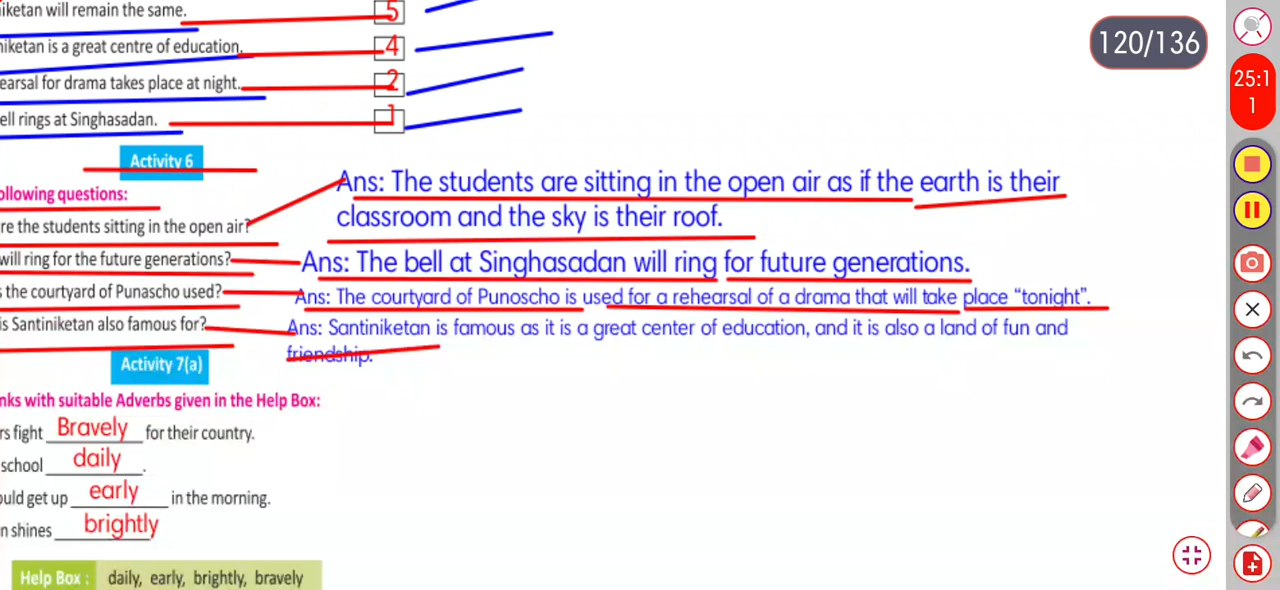 iketan will remain the same. 5
niketan is a great centre of education. 4
earsal for drama takes place at night. 2
ell rings at Singhasadan. 1
120/136
25:1
1
Activity 6
ollowing questions:
Ans: The students are sitting in the open air as if the earth is their
classroom and the sky is their roof.
re the students sitting in the open air?
will ring for the future generations? Ans: The bell at Singhasadan will ring for future generations.
s the courtyard of Punascho used? Ans: The courtyard of Punoscho is used for a rehearsal of a drama that will take place “tonight”.
is Santiniketan also famous for? Ans: Santiniketan is famous as it is a great center of education, and it is also a land of fun and
friendship.
Activity 7(a)
nks with suitable Adverbs given in the Help Box:
rs fight Bravely for their country.
school daily.
ould get up early in the morning.
n shines brightly
Help Box : daily, early, brightly, bravely